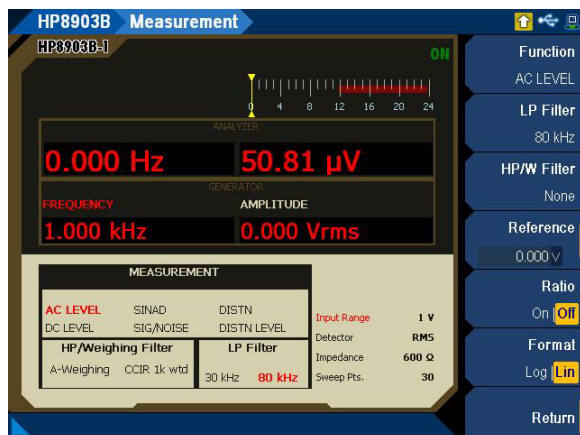 HP8903B Measurement
HP8903B-1
ON
0 4 8 12 16 20 24
ANALYZER
0.000 Hz 50.81 µV
GENERATOR
FREQUENCY AMPLITUDE
1.000 kHz 0.000 Vrms
MEASUREMENT
AC LEVEL SINAD DISTN
DC LEVEL SIG/NOISE DISTN LEVEL
HP/Weighing Filter LP Filter
A-Weighing CCIR 1k wtd 30 kHz 80 kHz
Input Range 1 V
Detector RMS
Impedance 600 Ω
Sweep Pts. 30
Function
AC LEVEL
LP Filter
80 kHz
HP/W Filter
None
Reference
0.000 V
Ratio
On Off
Format
Log Lin
Return